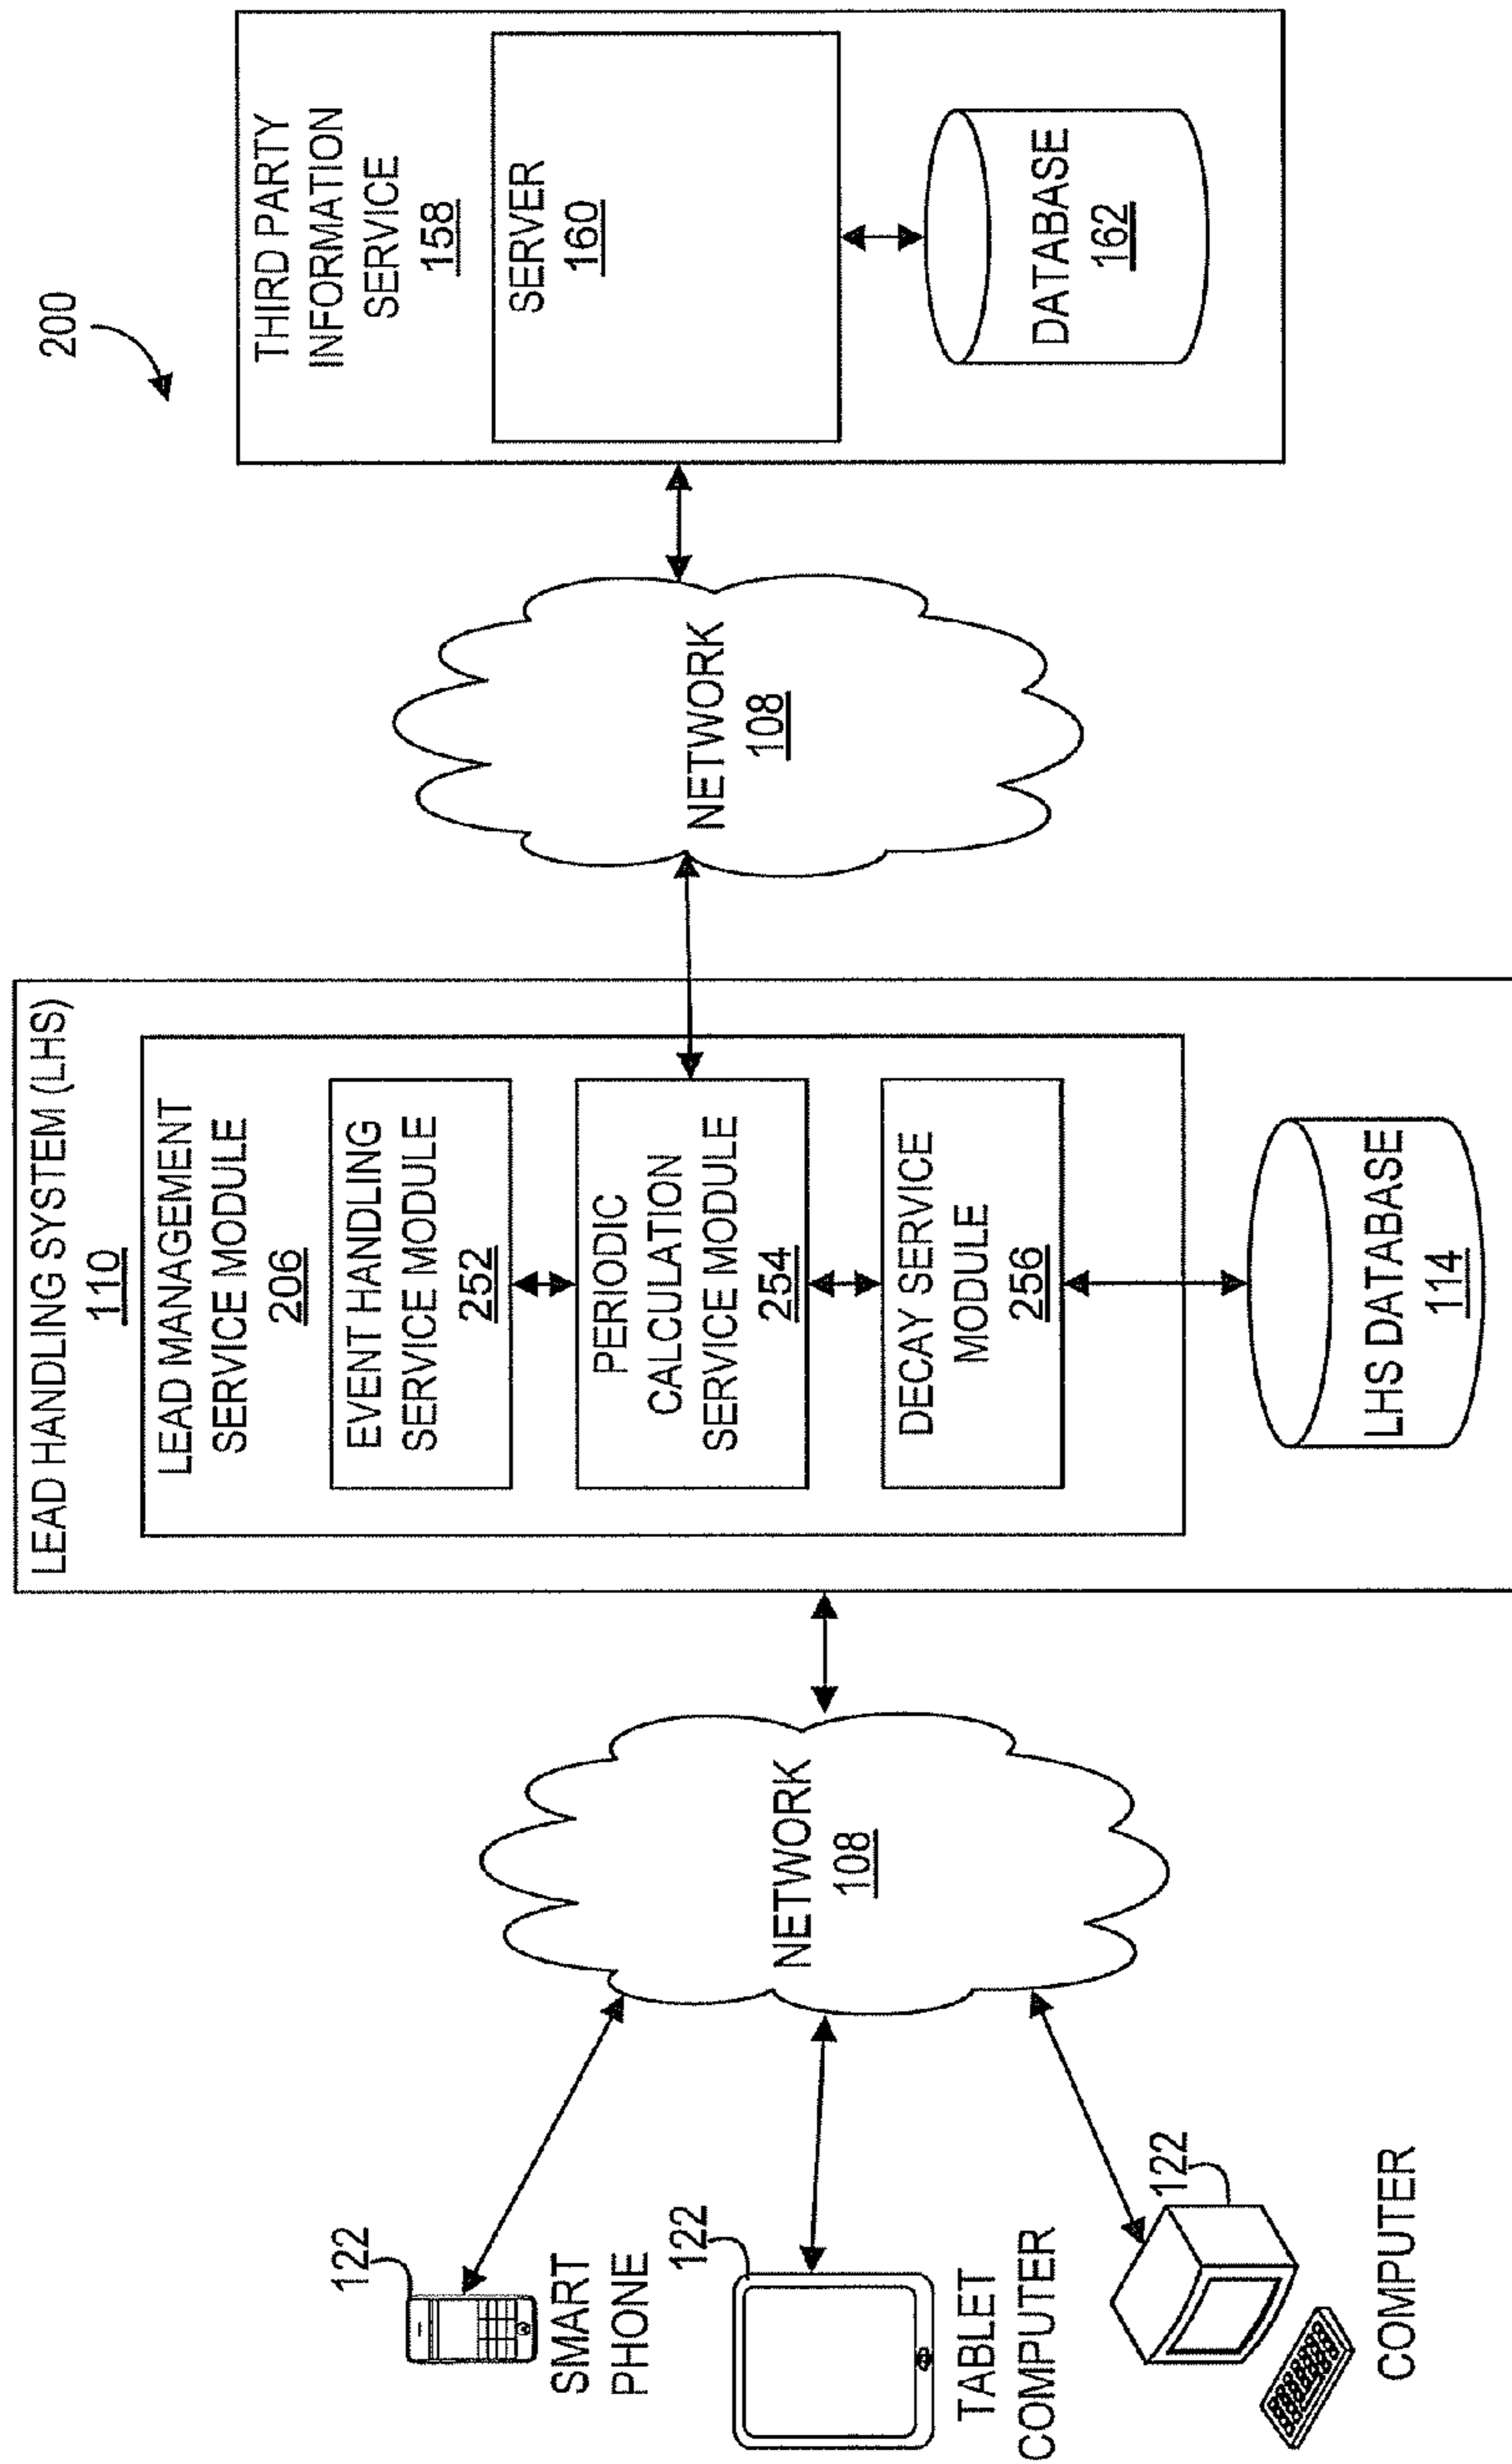 200
122
SMART
PHONE
122
TABLET
COMPUTER
122
COMPUTER
NETWORK
108
LEAD HANDLING SYSTEM (LHS)
110
LEAD MANAGEMENT
SERVICE MODULE
206
EVENT HANDLING
SERVICE MODULE
252
PERIODIC
CALCULATION
SERVICE MODULE
254
DECAY SERVICE
MODULE
256
LHS DATABASE
114
NETWORK
108
THIRD PARTY
INFORMATION
SERVICE
158
SERVER
160
DATABASE
162